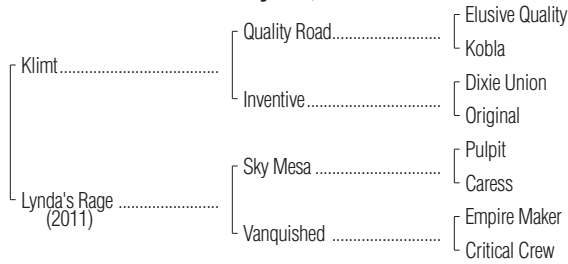 Elusive Quality
Quality Road
Kobla
Klimt
Dixie Union
Inventive
Original
Pulpit
Sky Mesa
Caress
Lynda's Rage
(2011)
Empire Maker
Vanquished
Critical Crew